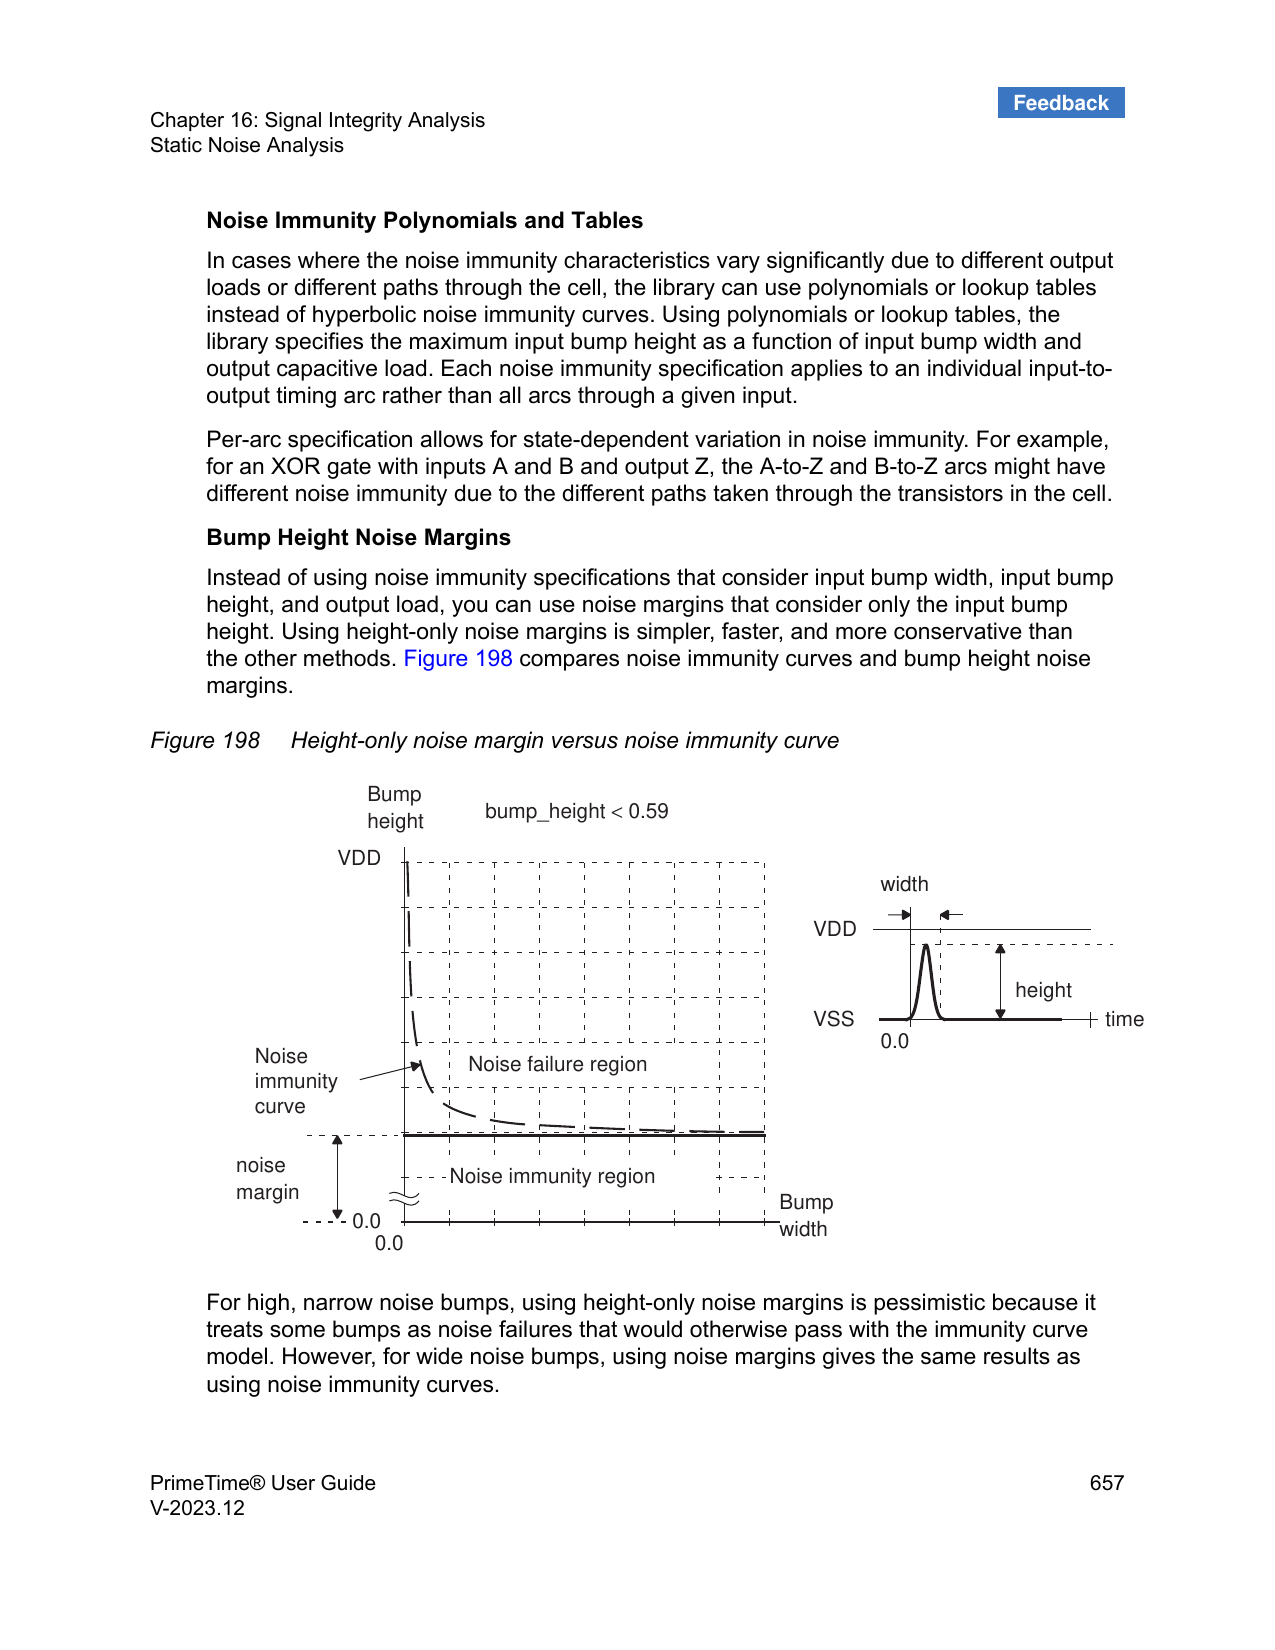 Feedback
Chapter 16: Signal Integrity Analysis
Static Noise Analysis
Noise Immunity Polynomials and Tables
In cases where the noise immunity characteristics vary significantly due to different output
loads or different paths through the cell, the library can use polynomials or lookup tables
instead of hyperbolic noise immunity curves. Using polynomials or lookup tables, the
library specifies the maximum input bump height as a function of input bump width and
output capacitive load. Each noise immunity specification applies to an individual input-to-
output timing arc rather than all arcs through a given input.
Per-arc specification allows for state-dependent variation in noise immunity. For example,
for an XOR gate with inputs A and B and output Z, the A-to-Z and B-to-Z arcs might have
different noise immunity due to the different paths taken through the transistors in the cell.
Bump Height Noise Margins
Instead of using noise immunity specifications that consider input bump width, input bump
height, and output load, you can use noise margins that consider only the input bump
height. Using height-only noise margins is simpler, faster, and more conservative than
the other methods. Figure 198 compares noise immunity curves and bump height noise
margins.
Figure 198 Height-only noise margin versus noise immunity curve
Bump
height
bump_height < 0.59
VDD
Noise
immunity
curve
Noise failure region
noise
margin
Noise immunity region
0.0
0.0
Bump
width
width
VDD
height
VSS
time
0.0
For high, narrow noise bumps, using height-only noise margins is pessimistic because it
treats some bumps as noise failures that would otherwise pass with the immunity curve
model. However, for wide noise bumps, using noise margins gives the same results as
using noise immunity curves.
PrimeTime® User Guide
V-2023.12
657